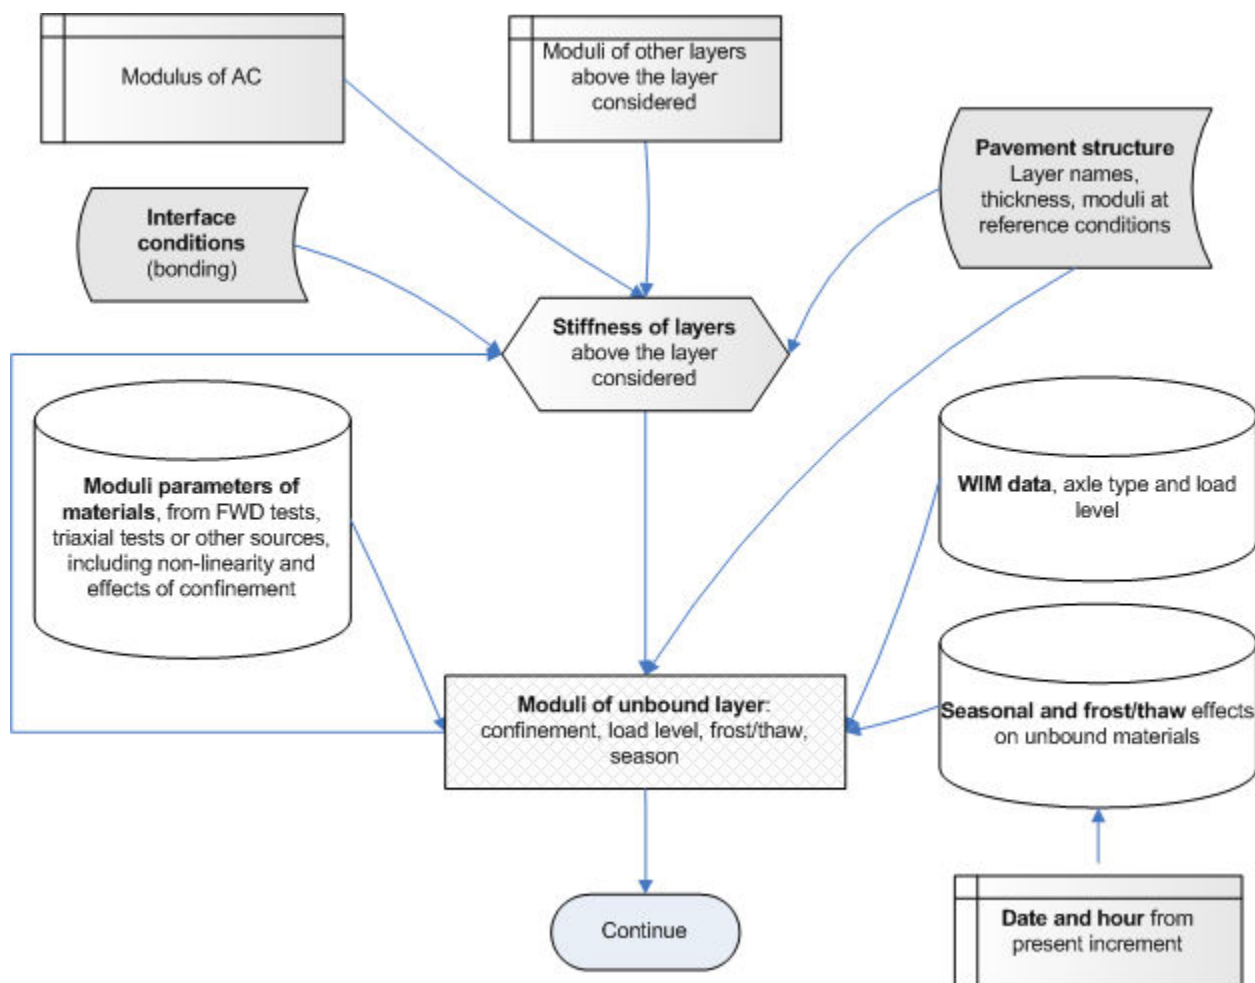 Modulus of AC
Moduli of other layers
above the layer
considered
Pavement structure
Layer names,
thickness, moduli at
reference conditions
Interface
conditions
(bonding)
Stiffness of layers
above the layer
considered
Moduli parameters of
materials, from FWD tests,
triaxial tests or other sources,
including non-linearity and
effects of confinement
WIM data, axle type and load
level
Moduli of unbound layer:
confinement, load level, frost/thaw,
season
Seasonal and frost/thaw effects
on unbound materials
Continue
Date and hour from
present increment